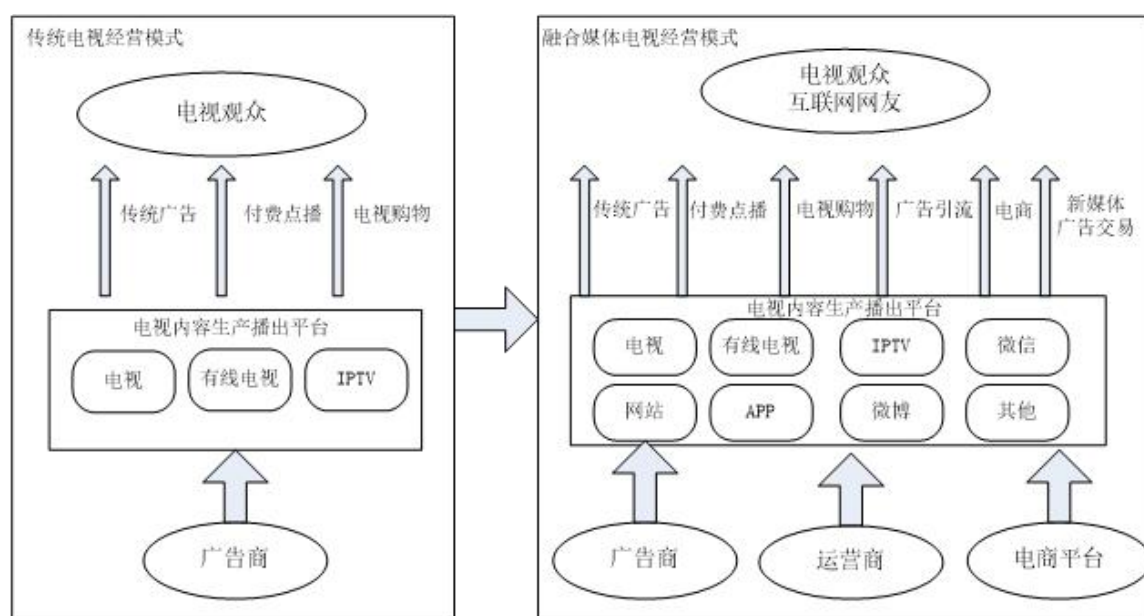 传统电视经营模式
电视观众
传统广告
付费点播
电视购物
电视内容生产播出平台
电视
有线电视
IPTV
广告商
融合媒体电视经营模式
电视观众
互联网网友
传统广告
付费点播
电视购物
广告引流
电商
新媒体
广告交易
电视内容生产播出平台
电视
有线电视
IPTV
微信
网站
APP
微博
其他
广告商
运营商
电商平台